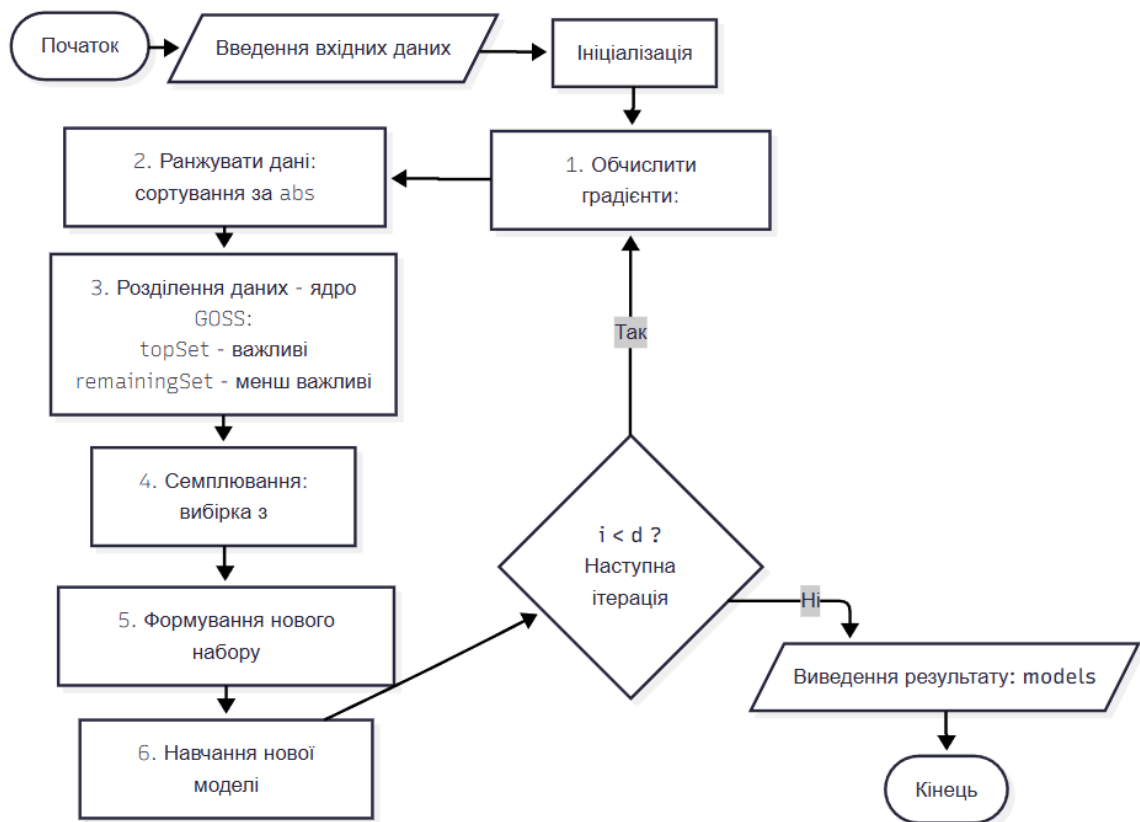 Початок
Введення вхідних даних
Ініціалізація
1. Обчислити
градієнти:
2. Ранжувати дані:
сортування за abs
3. Розділення даних - ядро
GOSS:
topSet - важливі
remainingSet - менш важливі
4. Семплювання:
вибірка з
5. Формування нового
набору
6. Навчання нової
моделі
i < d ?
Наступна
ітерація
Так
Ні
Виведення результату: models
Кінець